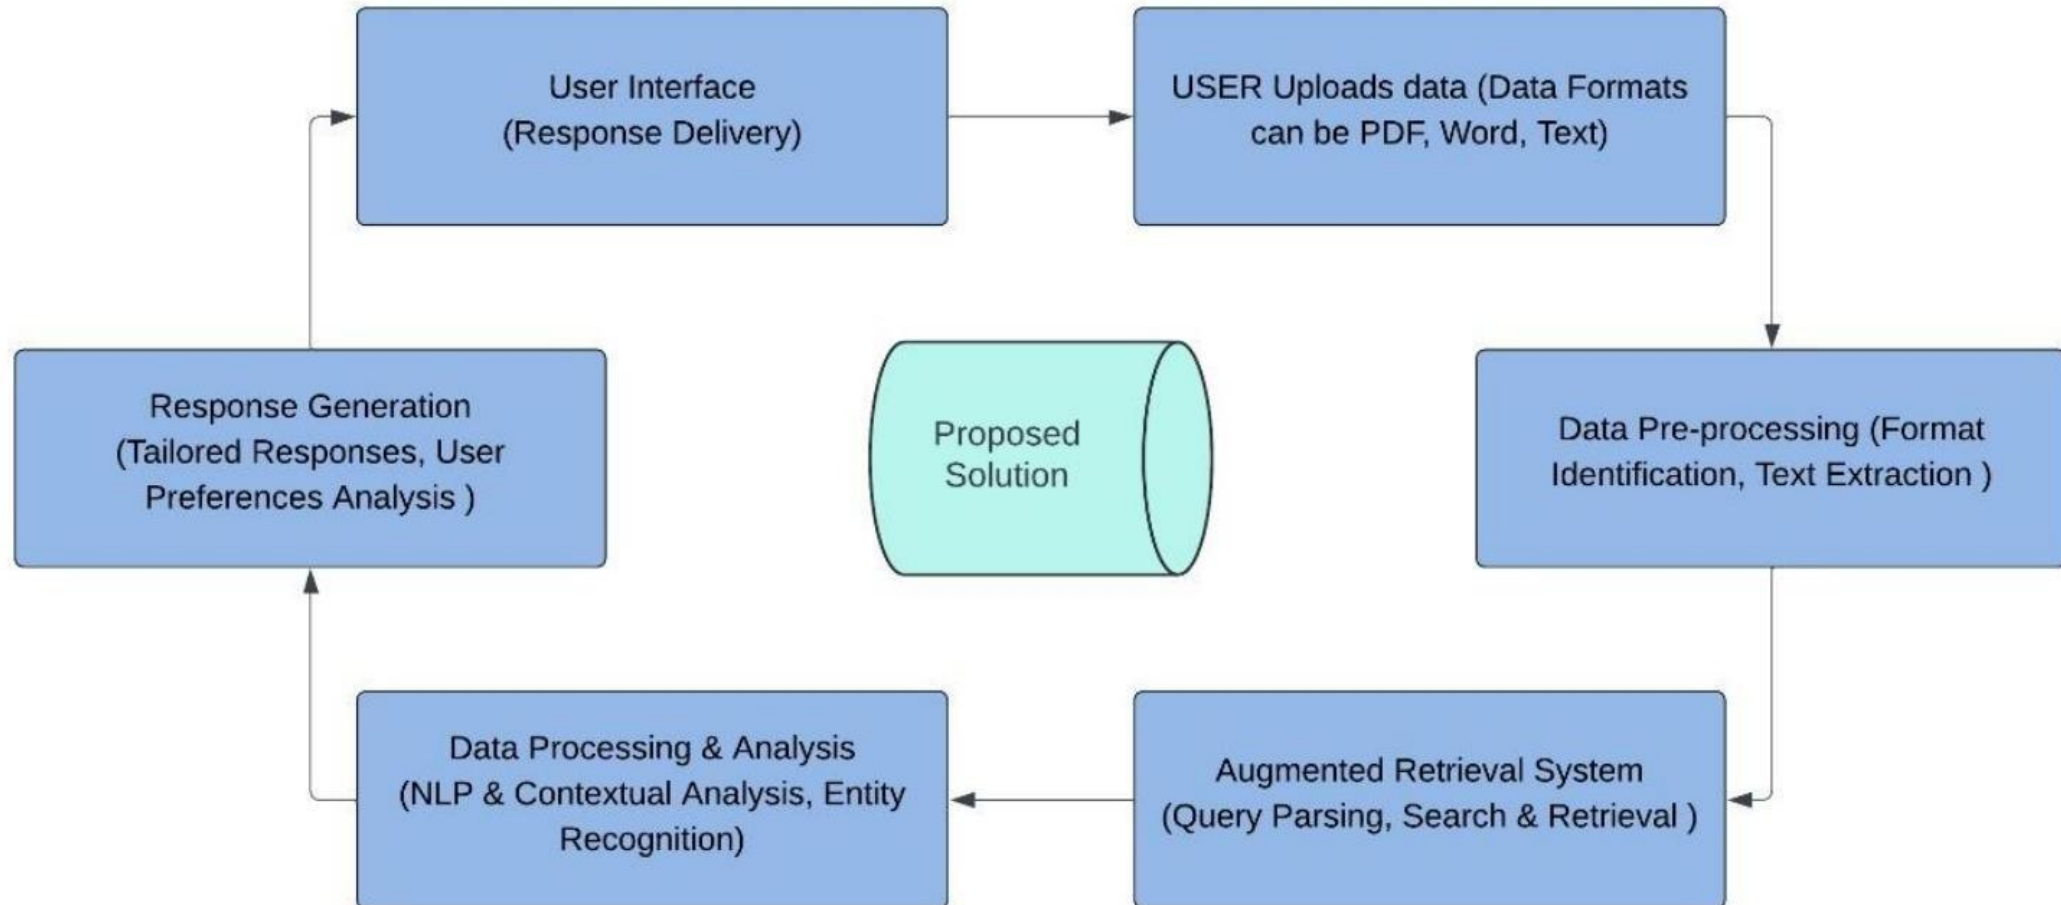 User Interface
(Response Delivery)
USER Uploads data (Data Formats
can be PDF, Word, Text)
Response Generation
(Tailored Responses, User
Preferences Analysis )
Proposed
Solution
Data Pre-processing (Format
Identification, Text Extraction )
Data Processing & Analysis
(NLP & Contextual Analysis, Entity
Recognition)
Augmented Retrieval System
(Query Parsing, Search & Retrieval )